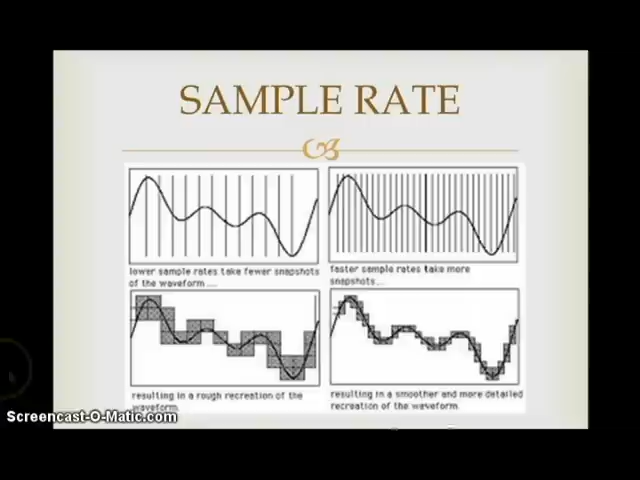 SAMPLE RATE
lower sample rates take fewer snapshots
of the waveform....
faster sample rates take more
snapshots...
resulting in a rough recreation of the
waveform.
resulting in a smoother and more detailed
recreation of the waveform.
Screencast-O-Matic.com